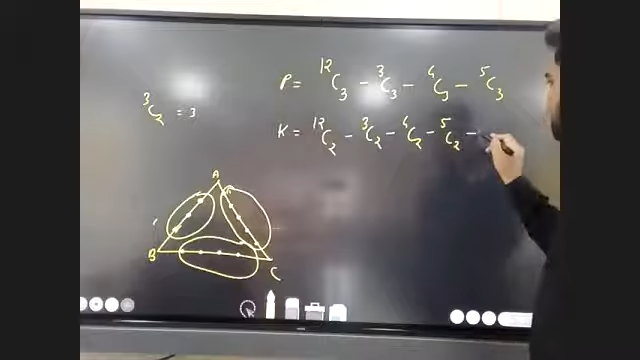 P = ¹²C₃ - ³C₃ - ⁴C₃ - ⁵C₃
³C₂ = 3
K = ¹²C₂ - ³C₂ - ⁴C₂ - ⁵C₂ -
A
B
C